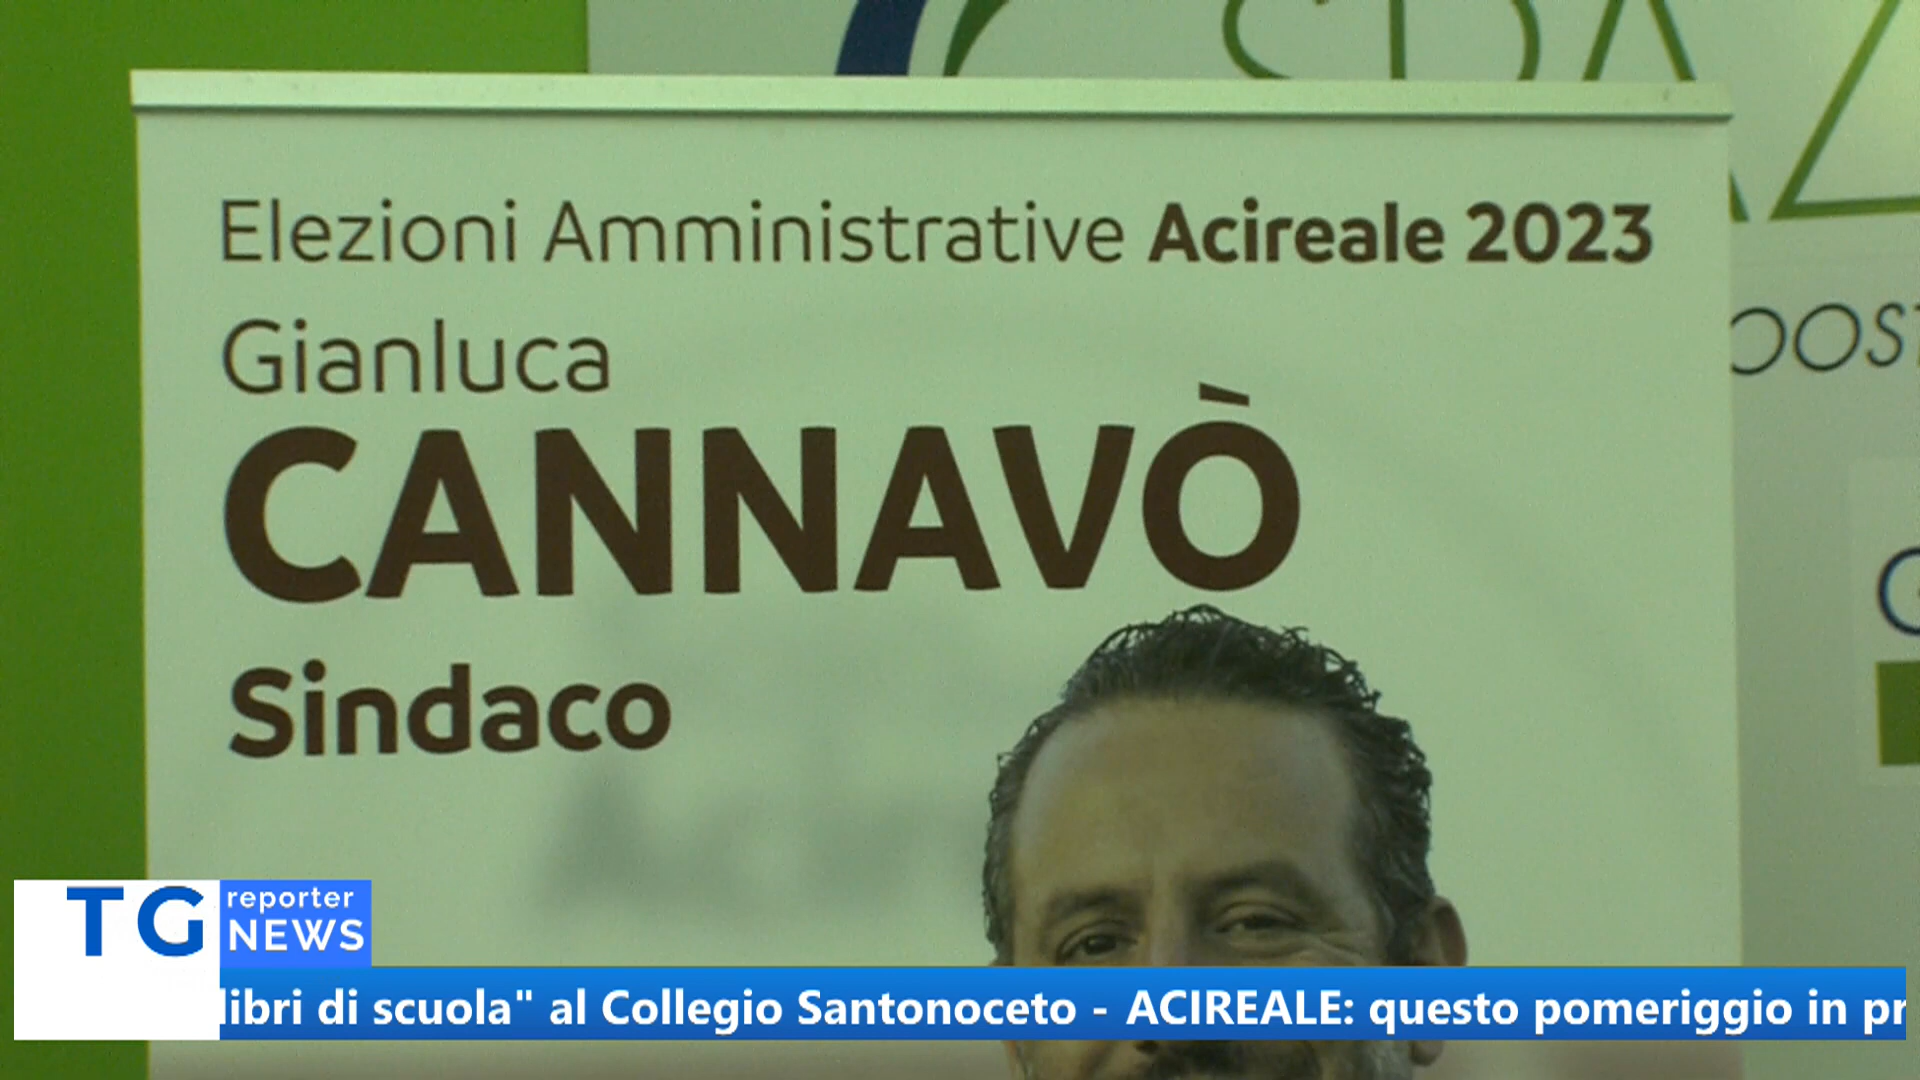 Elezioni Amministrative Acireale 2023
Gianluca
CANNAVÒ
Sindaco
TG reporter
NEWS
libri di scuola" al Collegio Santonoceto - ACIREALE: questo pomeriggio in pr